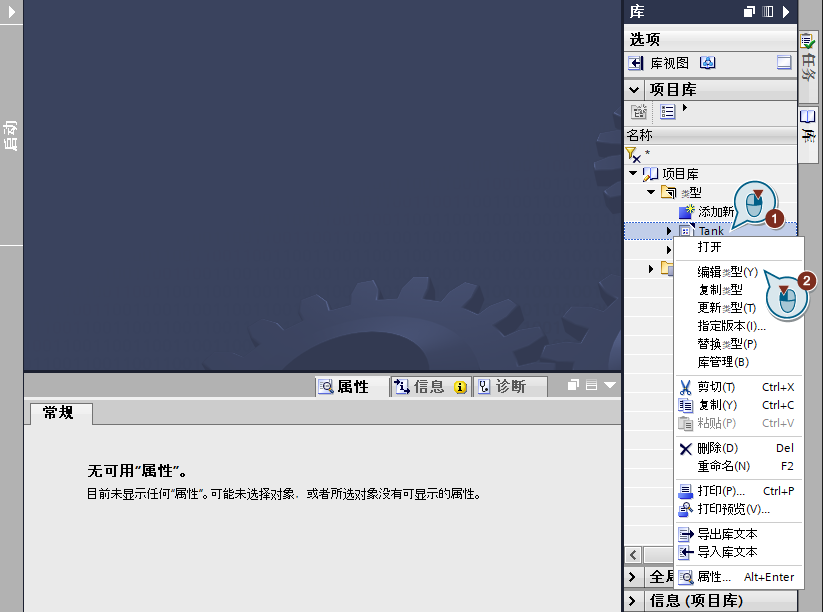 库
选项
库视图
项目库
名称
*
项目库
类型
添加新
1
Tank
打开
编辑类型(Y)
2
复制类型
更新类型(T)
指定版本(I)...
替换类型(P)
库管理(B)
剪切(T) Ctrl+X
复制(Y) Ctrl+C
粘贴(P) Ctrl+V
删除(D) Del
重命名(N) F2
打印(P)... Ctrl+P
打印预览(V)...
导出库文本
导入库文本
属性... Alt+Enter
全局
信息 (项目库)
任务
库
启动
属性 信息 诊断
常规
无可用"属性"。
目前未显示任何"属性"。可能未选择对象，或者所选对象没有可显示的属性。